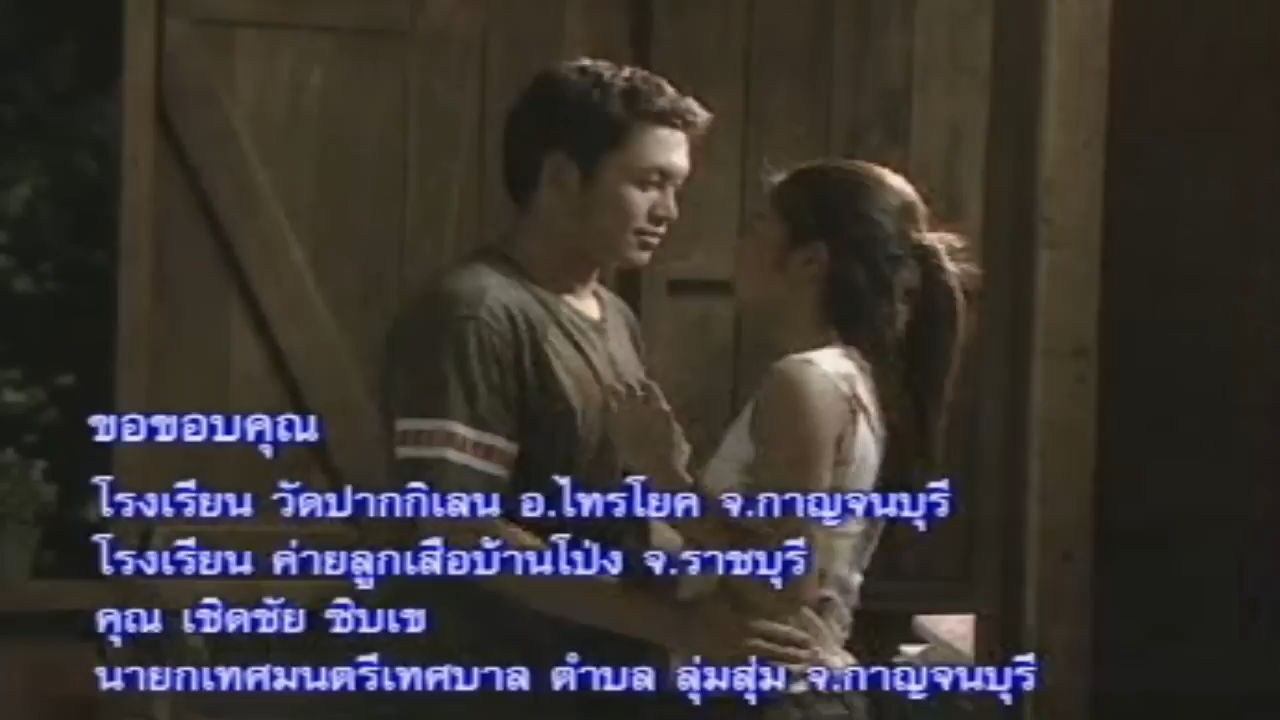 ขอขอบคุณ
โรงเรียน วัดปากกิเลน อ.ไทรโยค จ.กาญจนบุรี
โรงเรียน ค่ายลูกเสือบ้านโป่ง จ.ราชบุรี
คุณ เชิดชัย ซิบเข
นายกเทศมนตรีเทศบาล ตำบล ลุ่มสุ่ม จ.กาญจนบุรี